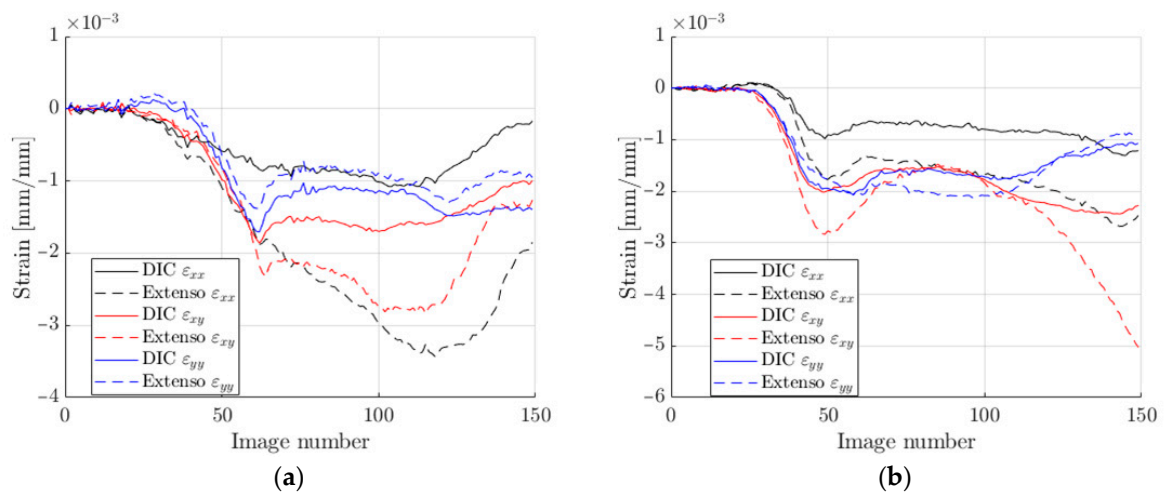 ×10⁻³
1
0
-1
-2
-3
-4
0
50
100
150
Strain [mm/mm]
Image number
DIC εxx
Extenso εxx
DIC εxy
Extenso εxy
DIC εyy
Extenso εyy
(a)
×10⁻³
1
0
-1
-2
-3
-4
-5
-6
0
50
100
150
Strain [mm/mm]
Image number
DIC εxx
Extenso εxx
DIC εxy
Extenso εxy
DIC εyy
Extenso εyy
(b)